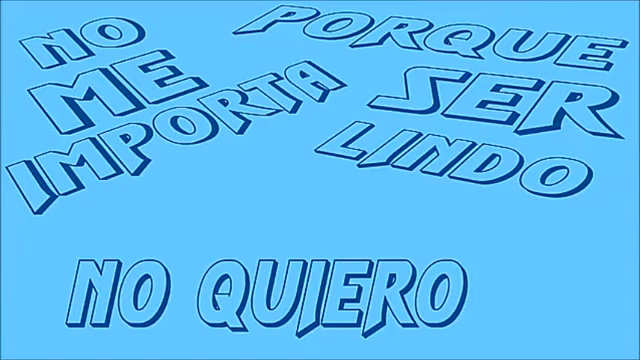 NO
ME
IMPORTA
PORQUE
SER
LINDO
NO QUIERO